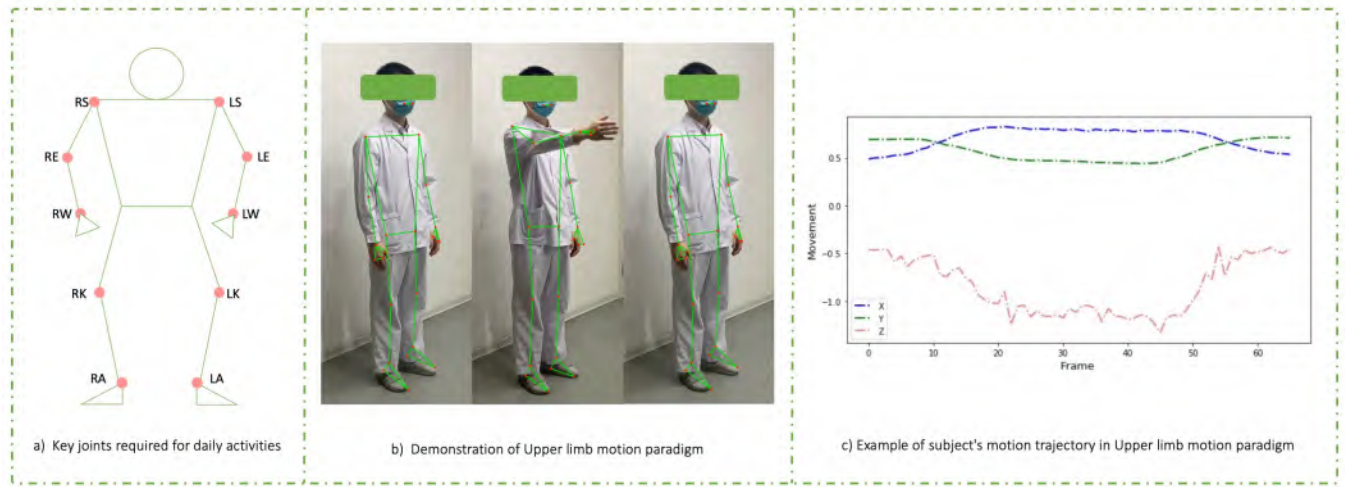 RS
LS
RE
LE
RW
LW
RK
LK
RA
LA
a) Key joints required for daily activities
b) Demonstration of Upper limb motion paradigm
Movement
0.5
0.0
−0.5
−1.0
X
Y
Z
0
10
20
30
40
50
60
Frame
c) Example of subject's motion trajectory in Upper limb motion paradigm